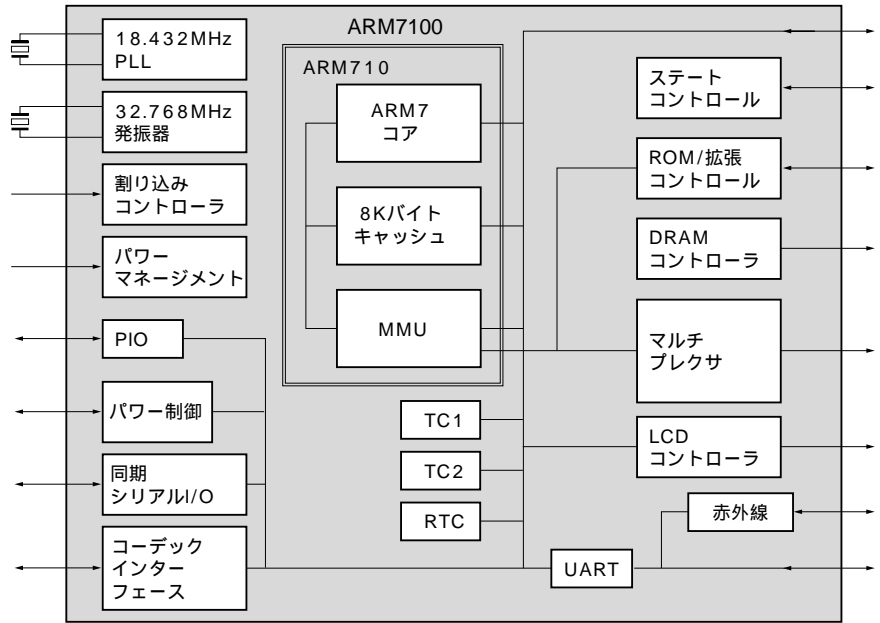 ARM7100
18.432MHz
PLL
32.768MHz
発振器
割り込み
コントローラ
パワー
マネージメント
PIO
パワー制御
同期
シリアルI/O
コーデック
インター
フェース
ARM710
ARM7
コア
8Kバイト
キャッシュ
MMU
TC1
TC2
RTC
UART
ステート
コントロール
ROM/拡張
コントロール
DRAM
コントローラ
マルチ
プレクサ
LCD
コントローラ
赤外線